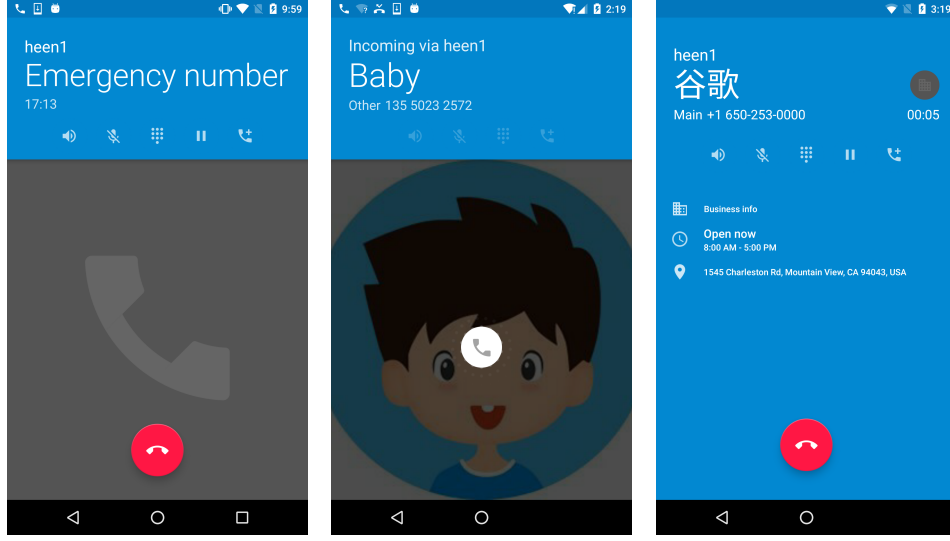 9:59
heen1
Emergency number
17:13
2:19
Incoming via heen1
Baby
Other 135 5023 2572
3:19
heen1
谷歌
Main +1 650-253-0000
00:05
Business info
Open now
8:00 AM - 5:00 PM
1545 Charleston Rd, Mountain View, CA 94043, USA